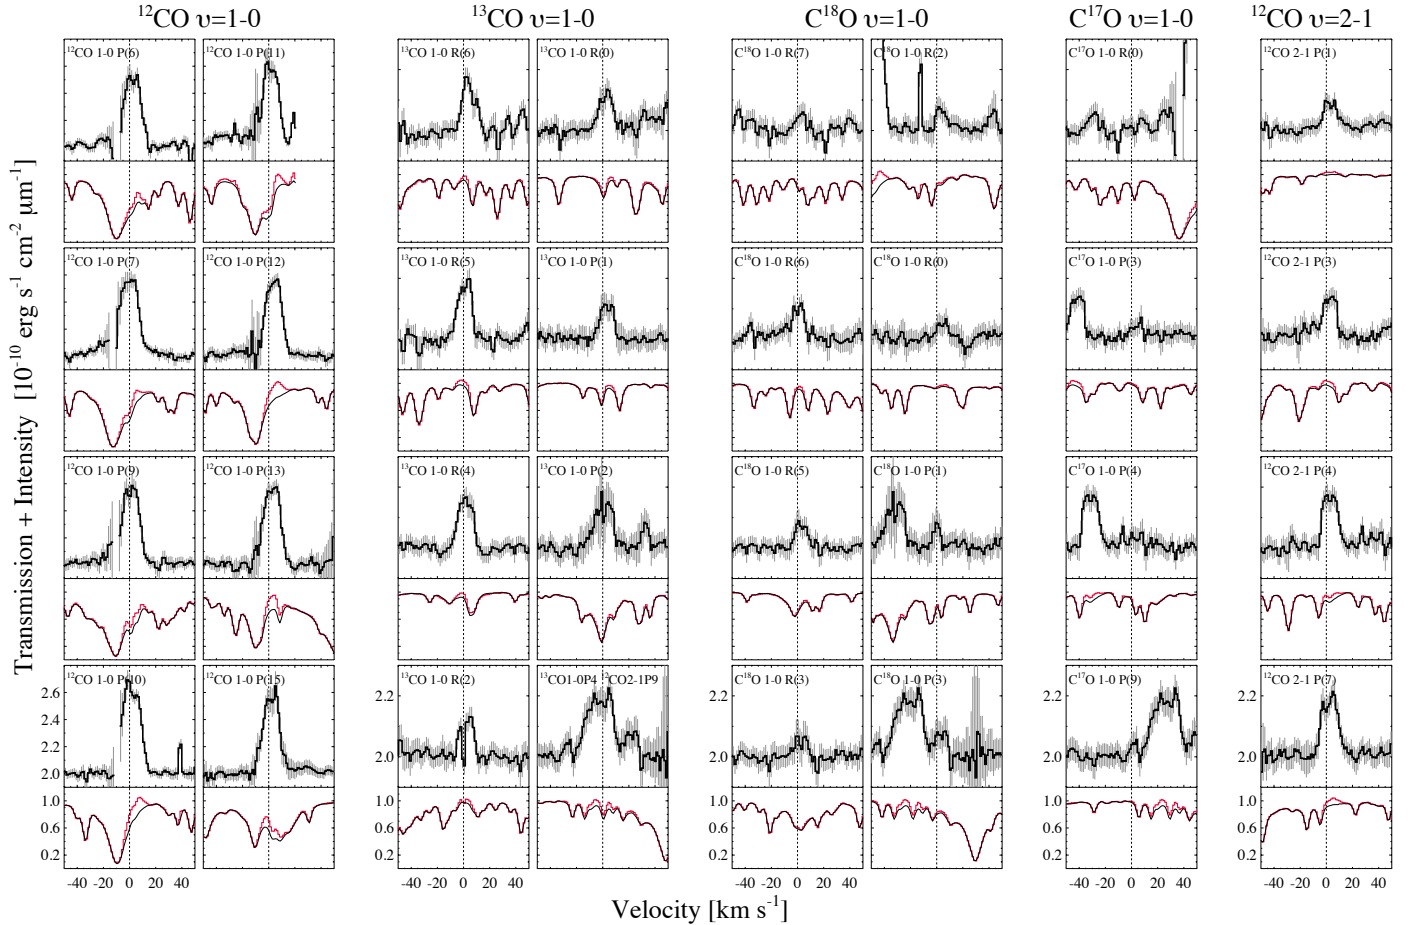 ¹²CO υ=1-0 ¹³CO υ=1-0 C¹⁸O υ=1-0 C¹⁷O υ=1-0 ¹²CO υ=2-1
¹²CO 1-0 P(6) ¹²CO 1-0 P(11) ¹³CO 1-0 R(6) ¹³CO 1-0 R(0) C¹⁸O 1-0 R(7) C¹⁸O 1-0 R(2) C¹⁷O 1-0 R(0) ¹²CO 2-1 P(1)
¹²CO 1-0 P(7) ¹²CO 1-0 P(12) ¹³CO 1-0 R(5) ¹³CO 1-0 P(1) C¹⁸O 1-0 R(6) C¹⁸O 1-0 R(0) C¹⁷O 1-0 P(3) ¹²CO 2-1 P(3)
¹²CO 1-0 P(9) ¹²CO 1-0 P(13) ¹³CO 1-0 R(4) ¹³CO 1-0 P(2) C¹⁸O 1-0 R(5) C¹⁸O 1-0 P(1) C¹⁷O 1-0 P(4) ¹²CO 2-1 P(4)
¹²CO 1-0 P(10) ¹²CO 1-0 P(15) ¹³CO 1-0 R(2) ¹³CO1-0P4 ¹²CO2-1P9 C¹⁸O 1-0 R(3) C¹⁸O 1-0 P(3) C¹⁷O 1-0 P(9) ¹²CO 2-1 P(7)
2.6 2.2 2.2 2.2 2.2
2.4
2.2
2.0 2.0 2.0 2.0 2.0
1.0 1.0 1.0 1.0 1.0
0.6 0.6 0.6 0.6 0.6
0.2 0.2 0.2 0.2 0.2
-40 -20 0 20 40 -40 -20 0 20 40 -40 -20 0 20 40 -40 -20 0 20 40 -40 -20 0 20 40
Velocity [km s⁻¹]
Transmission + Intensity [10⁻¹⁰ erg s⁻¹ cm⁻² μm⁻¹]